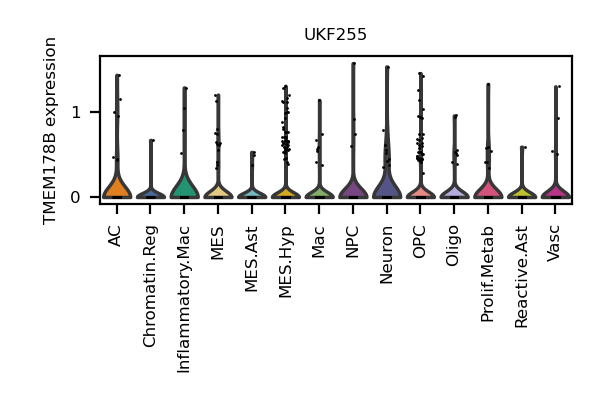 UKF255
TMEM178B expression
1
0
AC
Chromatin.Reg
Inflammatory.Mac
MES
MES.Ast
MES.Hyp
Mac
NPC
Neuron
OPC
Oligo
Prolif.Metab
Reactive.Ast
Vasc